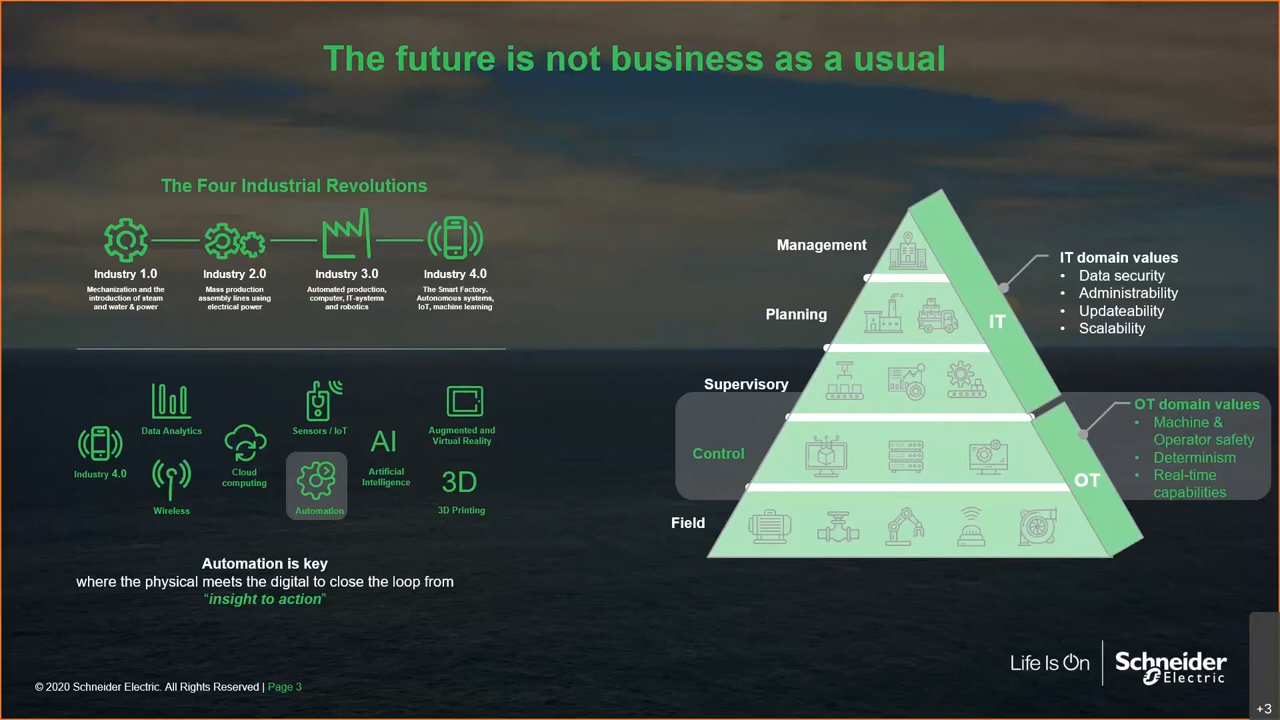 The future is not business as a usual
The Four Industrial Revolutions
Industry 1.0
Mechanization and the
introduction of steam
and water & power
Industry 2.0
Mass production
assembly lines using
electrical power
Industry 3.0
Automated production,
computer, IT-systems
and robotics
Industry 4.0
The Smart Factory.
Autonomous systems,
IoT, machine learning
Industry 4.0
Data Analytics
Wireless
Cloud
computing
Sensors / IoT
Automation
AI
Artificial
Intelligence
Augmented and
Virtual Reality
3D
3D Printing
Automation is key
where the physical meets the digital to close the loop from
“insight to action”
Management
Planning
Supervisory
Control
Field
IT
OT
IT domain values
• Data security
• Administrability
• Updateability
• Scalability
OT domain values
• Machine &
Operator safety
• Determinism
• Real-time
capabilities
© 2020 Schneider Electric. All Rights Reserved | Page 3
Life Is On
Schneider
Electric
+3